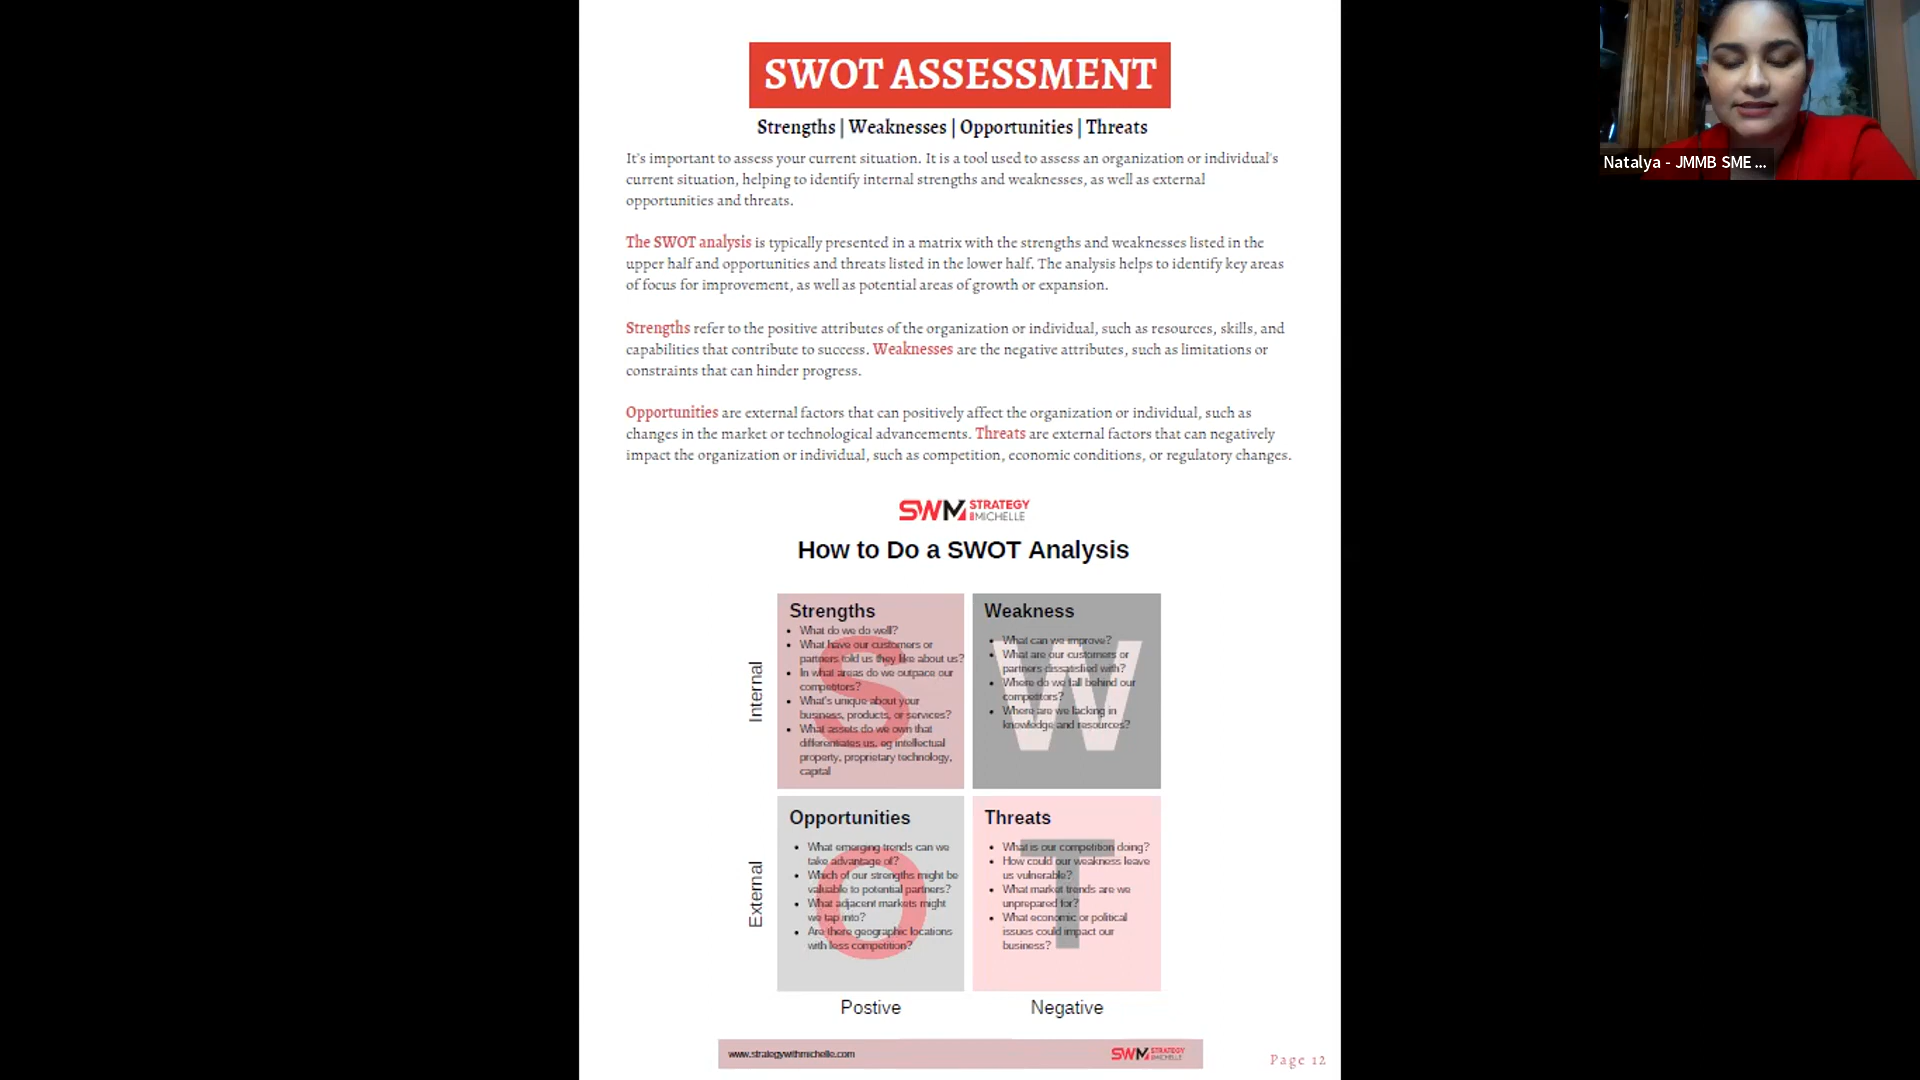 SWOT ASSESSMENT
Strengths | Weaknesses | Opportunities | Threats
It's important to assess your current situation. It is a tool used to assess an organization or individual's
current situation, helping to identify internal strengths and weaknesses, as well as external
opportunities and threats.
The SWOT analysis is typically presented in a matrix with the strengths and weaknesses listed in the
upper half and opportunities and threats listed in the lower half. The analysis helps to identify key areas
of focus for improvement, as well as potential areas of growth or expansion.
Strengths refer to the positive attributes of the organization or individual, such as resources, skills, and
capabilities that contribute to success. Weaknesses are the negative attributes, such as limitations or
constraints that can hinder progress.
Opportunities are external factors that can positively affect the organization or individual, such as
changes in the market or technological advancements. Threats are external factors that can negatively
impact the organization or individual, such as competition, economic conditions, or regulatory changes.
SWM STRATEGY
WITH MICHELLE
How to Do a SWOT Analysis
Internal
Strengths
S
• What do we do well?
• What have our customers or
partners told us they like about us?
• In what areas do we outpace our
competitors?
• What's unique about your
business, products, or services?
• What assets do we own that
differentiates us, eg intellectual
property, proprietary technology,
capital
Weakness
W
• What can we improve?
• What are our customers or
partners dissatisfied with?
• Where do we fall behind our
competitors?
• Where are we lacking in
knowledge and resources?
External
Opportunities
O
• What emerging trends can we
take advantage of?
• Which of our strengths might be
valuable to potential partners?
• What adjacent markets might
we tap into?
• Are there geographic locations
with less competition?
Threats
T
• What is our competition doing?
• How could our weakness leave
us vulnerable?
• What market trends are we
unprepared for?
• What economic or political
issues could impact our
business?
Postive
Negative
www.strategywithmichelle.com
SWM STRATEGY
WITH MICHELLE
Page 12
Natalya - JMMB SME ...